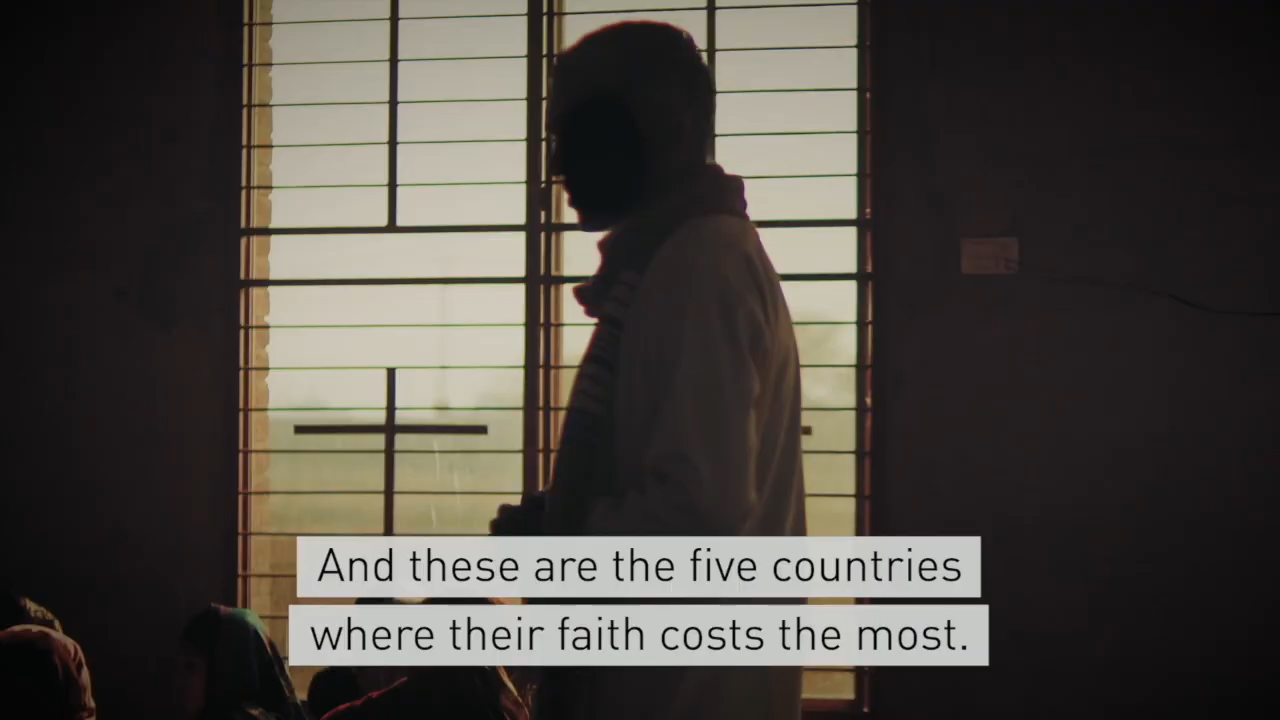 And these are the five countries
where their faith costs the most.